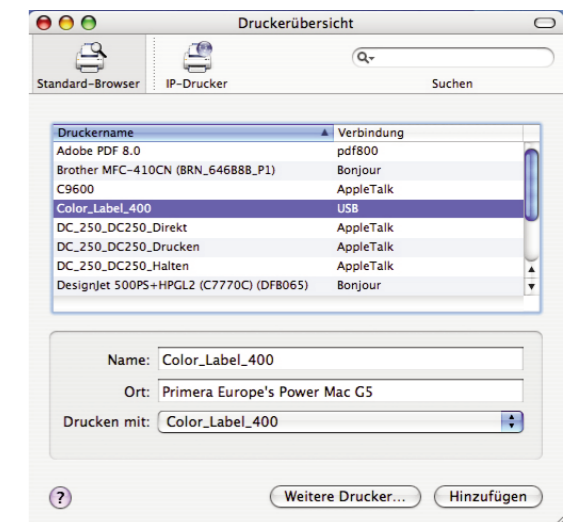 Druckerübersicht
Standard-Browser IP-Drucker Suchen
Druckername Verbindung
Adobe PDF 8.0 pdf800
Brother MFC-410CN (BRN_646B8B_P1) Bonjour
C9600 AppleTalk
Color_Label_400 USB
DC_250_DC250_Direkt AppleTalk
DC_250_DC250_Drucken AppleTalk
DC_250_DC250_Halten AppleTalk
DesignJet 500PS+HPGL2 (C7770C) (DFB065) Bonjour
Name: Color_Label_400
Ort: Primera Europe's Power Mac G5
Drucken mit: Color_Label_400
? Weitere Drucker... Hinzufügen